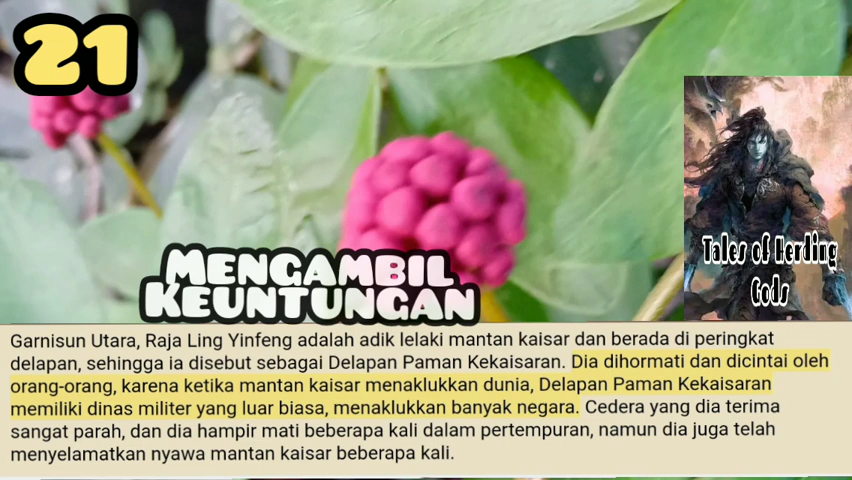 21
Tales of Herding
Gods
MENGAMBIL
KEUNTUNGAN
Garnisun Utara, Raja Ling Yinfeng adalah adik lelaki mantan kaisar dan berada di peringkat
delapan, sehingga ia disebut sebagai Delapan Paman Kekaisaran. Dia dihormati dan dicintai oleh
orang-orang, karena ketika mantan kaisar menaklukkan dunia, Delapan Paman Kekaisaran
memiliki dinas militer yang luar biasa, menaklukkan banyak negara. Cedera yang dia terima
sangat parah, dan dia hampir mati beberapa kali dalam pertempuran, namun dia juga telah
menyelamatkan nyawa mantan kaisar beberapa kali.